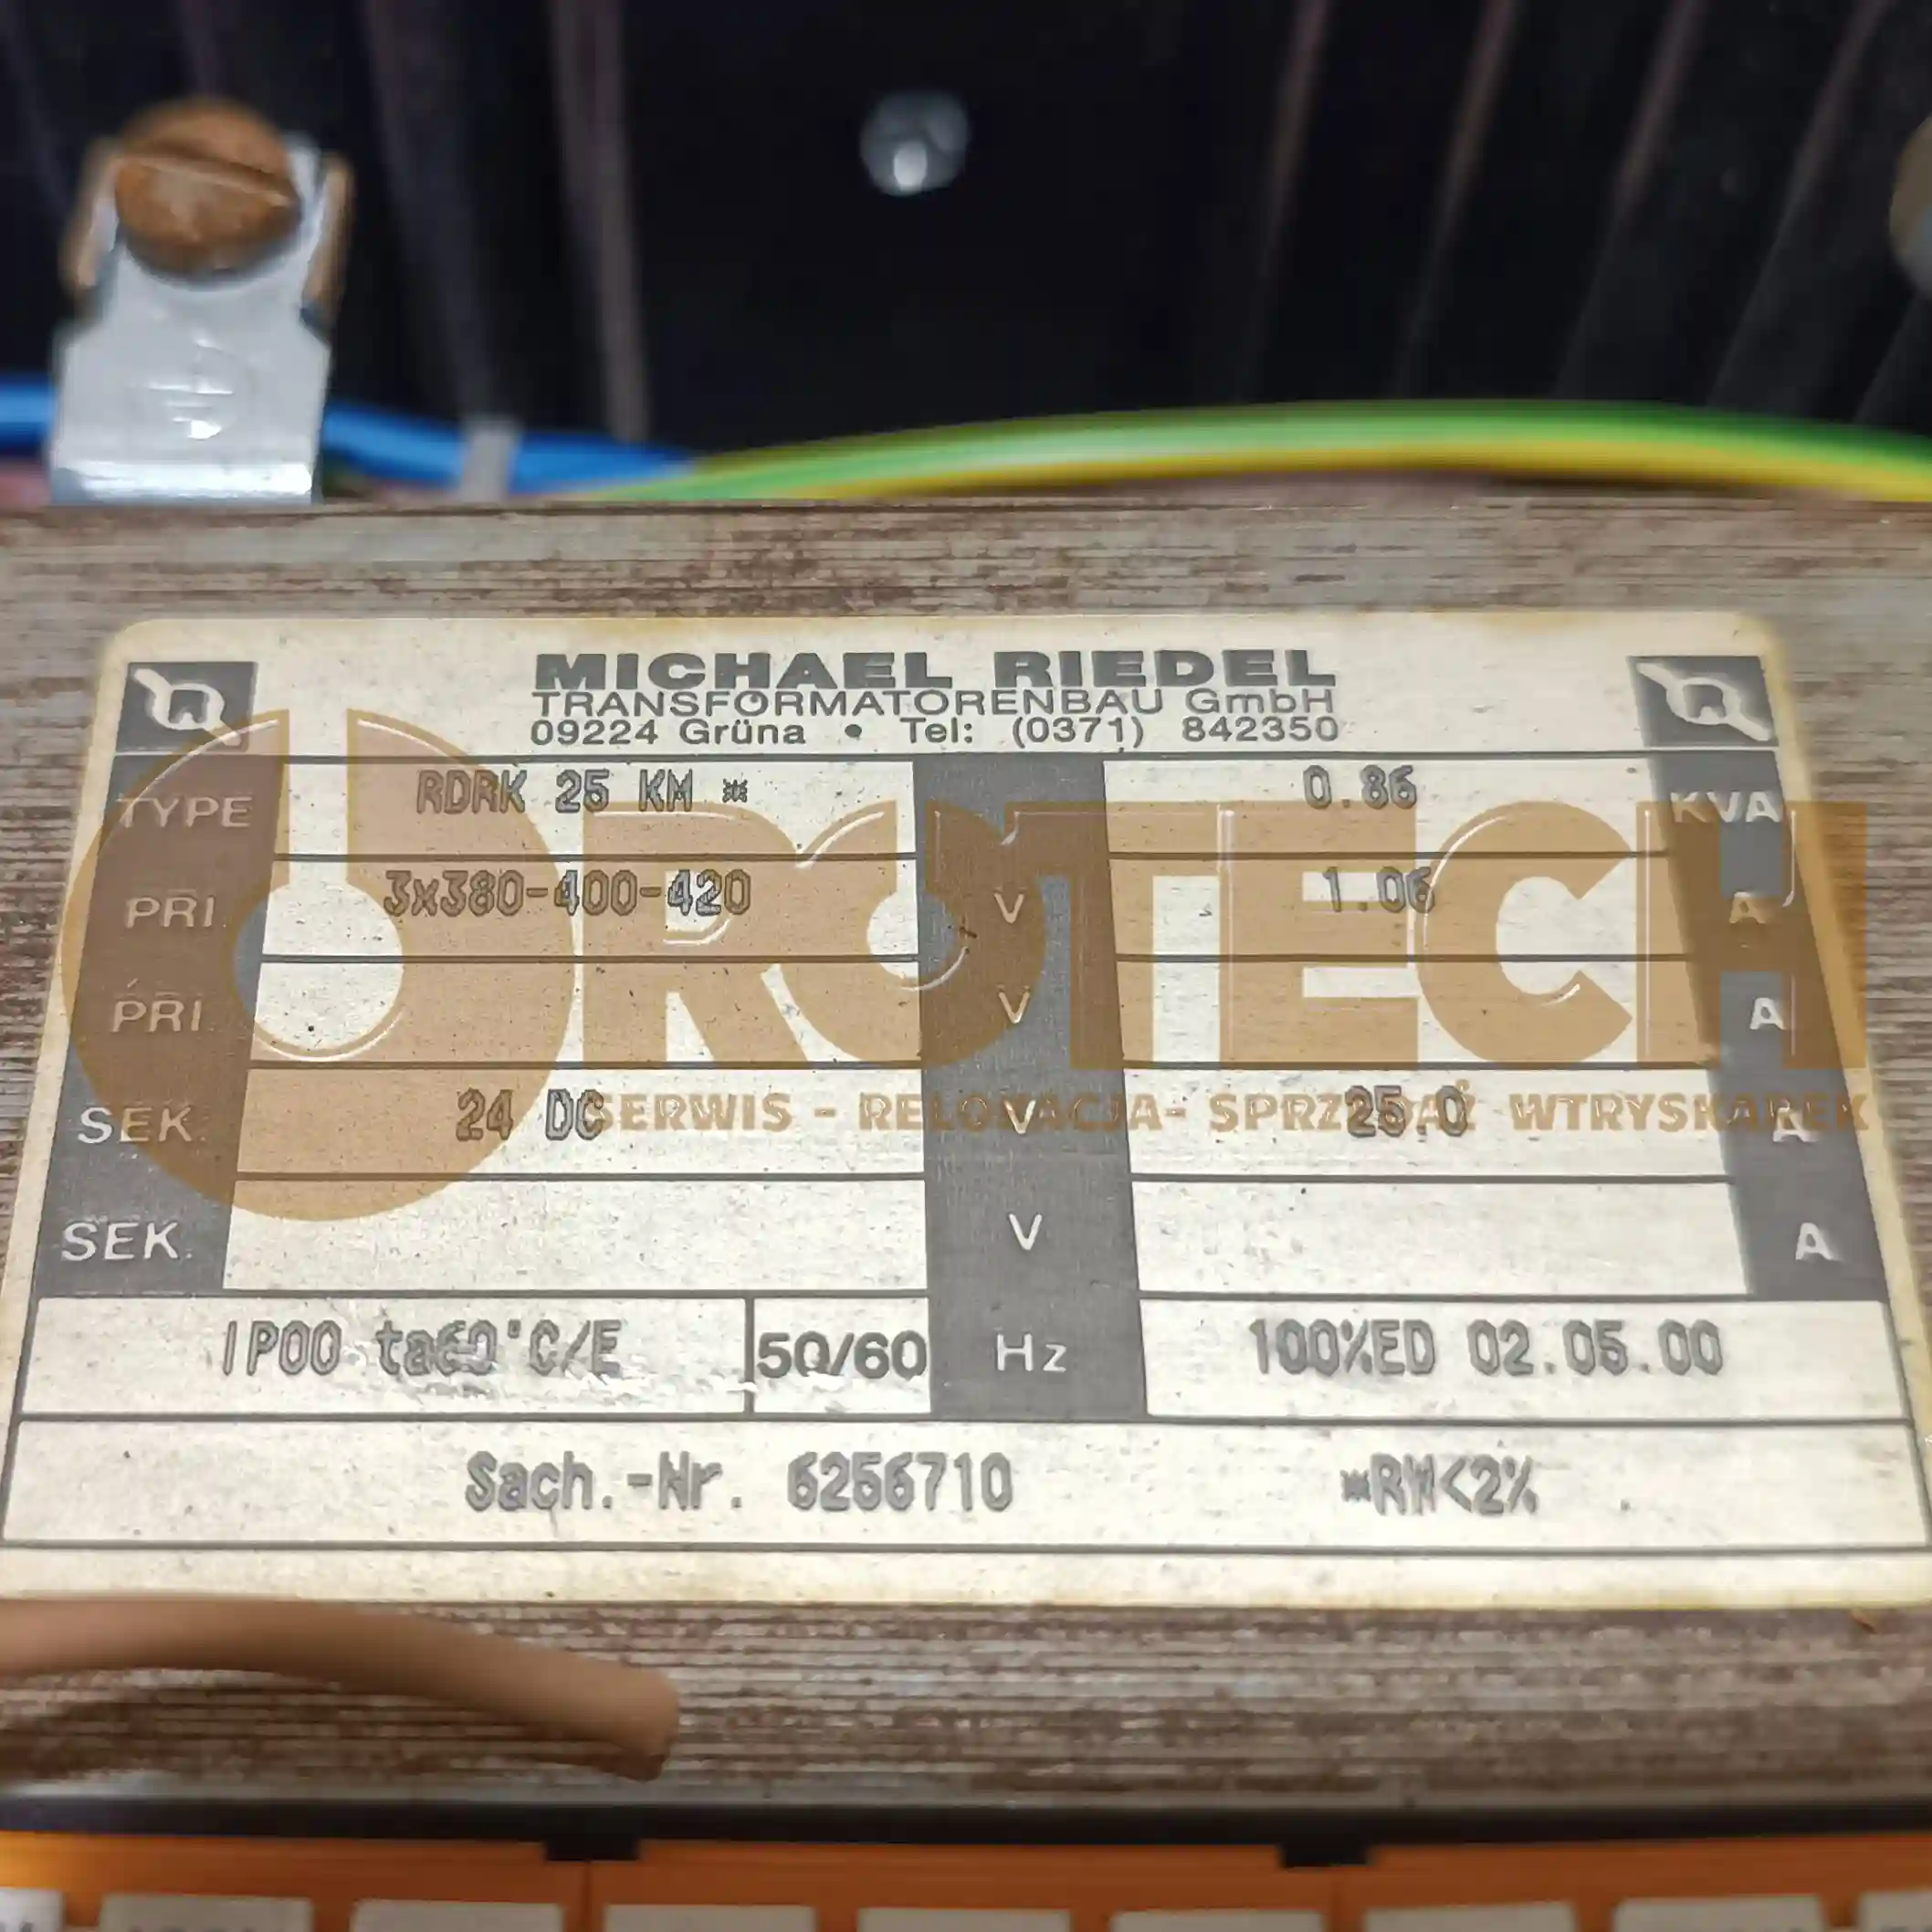 MICHAEL RIEDEL
TRANSFORMATORENBAU GmbH
09224 Grüna • Tel: (0371) 842350
TYPE RDRK 25 KM * 0.86 KVA
PRI. 3x380-400-420 V 1.06 A
PRI. V A
SEK. 24 DC V 25.0 A
SEK. V A
IP00 ta60°C/E 50/60 Hz 100%ED 02.05.00
Sach.-Nr. 6256710 *RW<2%
ROTECH
SERWIS - RELOKACJA - SPRZEDAŻ WTRYSKAREK